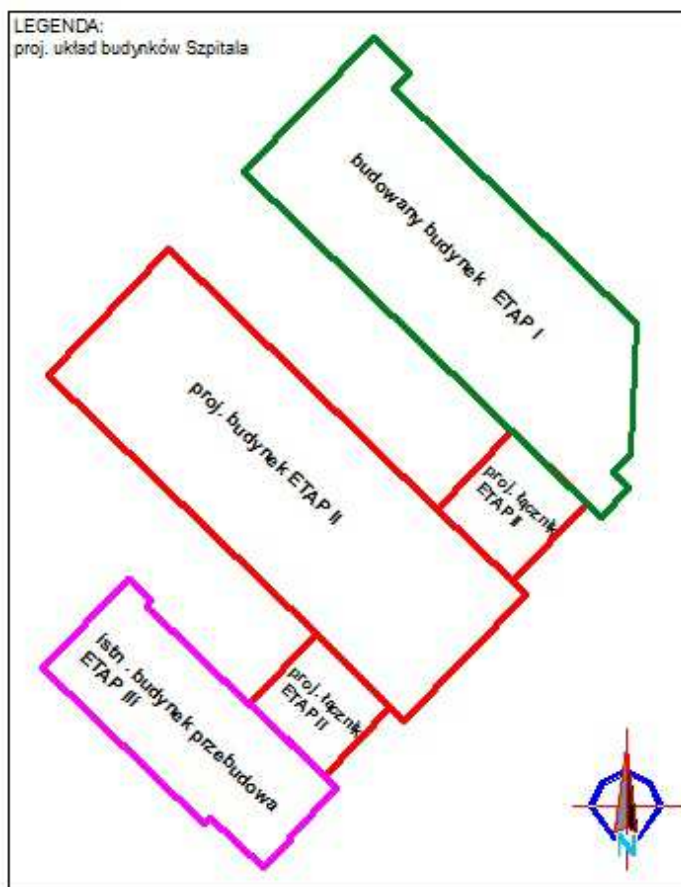 LEGENDA:
proj. układ budynków Szpitala
budowany budynek ETAP I
proj. budynek ETAP II
proj. łącznik
ETAP II
proj. łącznik
ETAP II
istn. budynek przebudowa
ETAP III
N